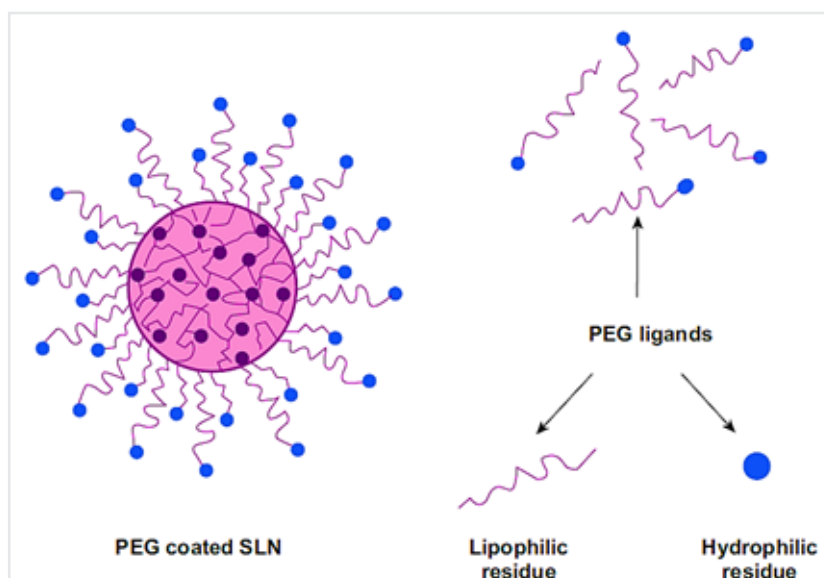 PEG ligands
PEG coated SLN
Lipophilic
residue
Hydrophilic
residue